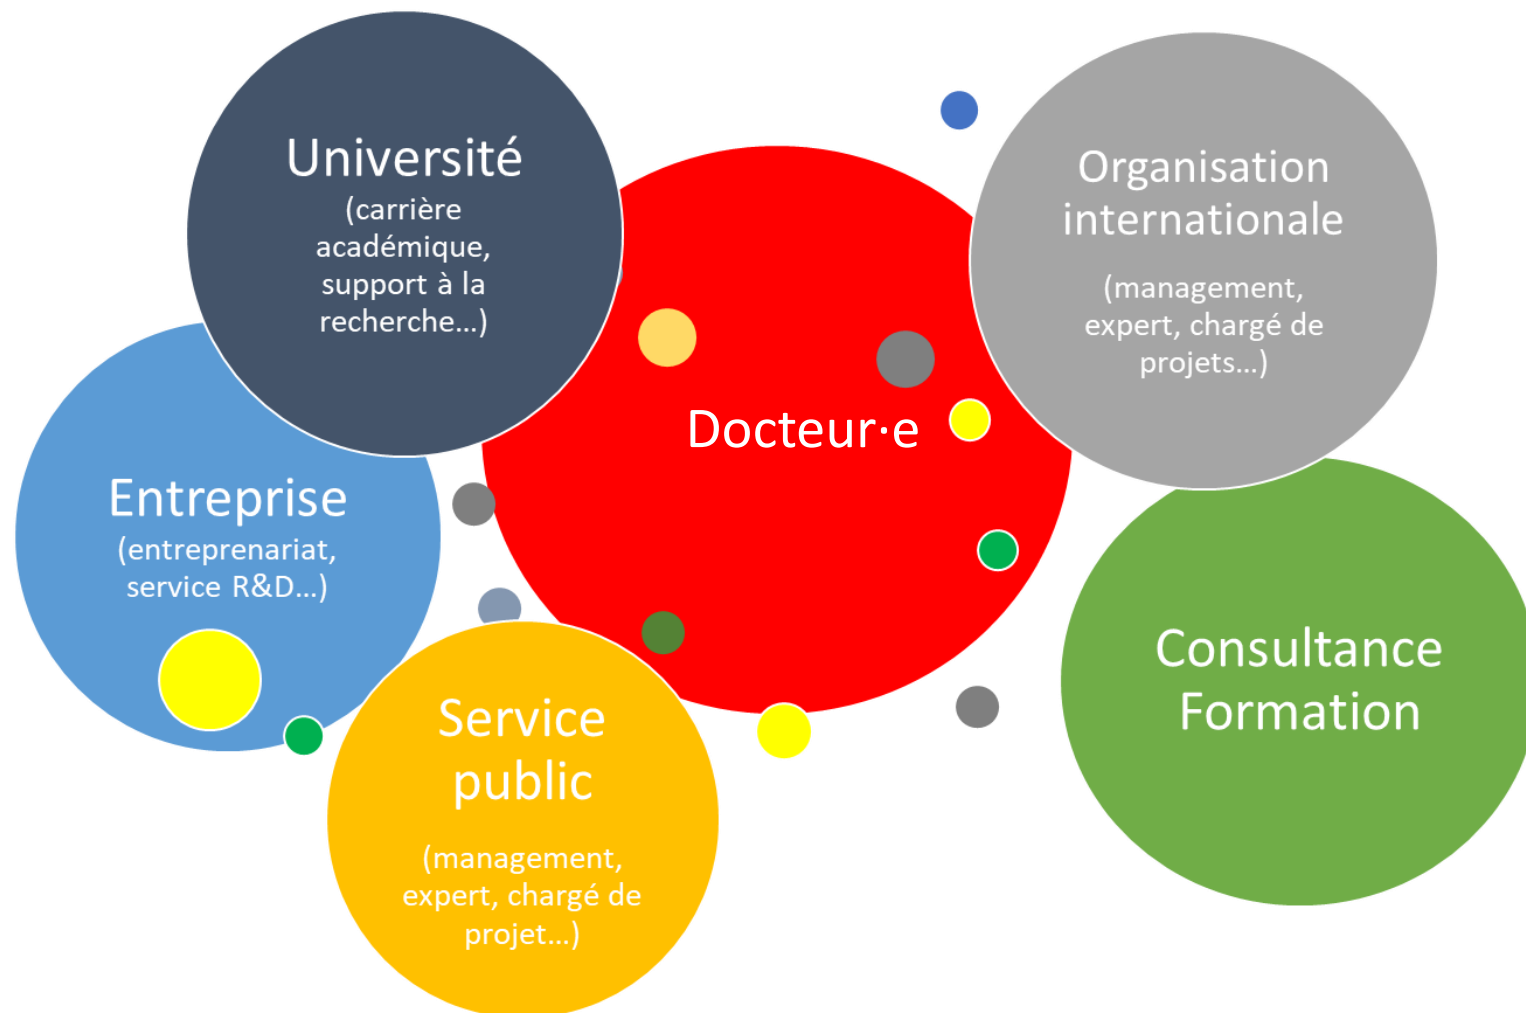 Université
(carrière
académique,
support à la
recherche...)
Organisation
internationale
(management,
expert, chargé de
projets...)
Docteur·e
Entreprise
(entreprenariat,
service R&D...)
Service
public
(management,
expert, chargé de
projet...)
Consultance
Formation